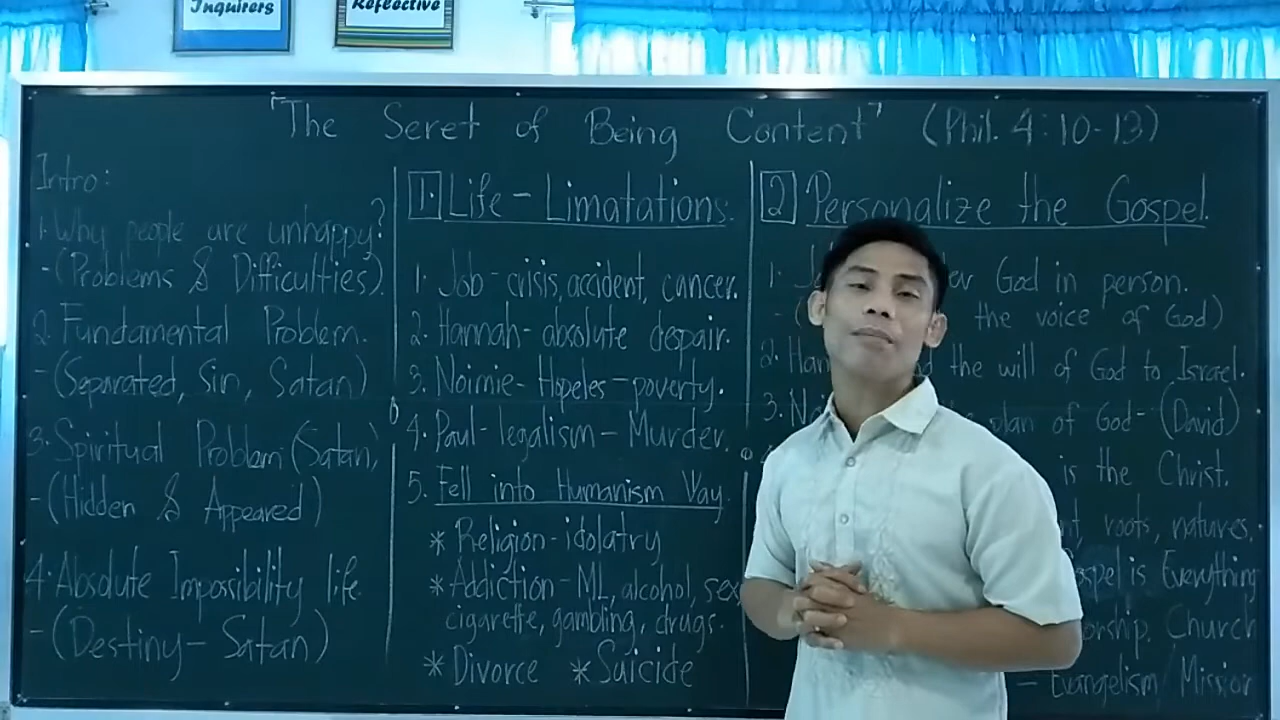 Inquirers
Reflective
"The Seret of Being Content" (Phil. 4:10-13)
Intro:
1. Why people are unhappy?
- (Problems & Difficulties).
2. Fundamental Problem.
- (Separated, Sin, Satan)
3. Spiritual Problem (Satan)
- (Hidden & Appeared)
4. Absolute Impossibility life
- (Destiny - Satan)
1. Life - Limatations.
1. Job - crisis, accident, cancer.
2. Hannah - absolute despair.
3. Noimie - Hopeles - poverty.
4. Paul - legalism - Murder.
5. Fell into Humanism Way.
* Religion - idolatry
* Addiction - ML, alcohol, sex
cigarette, gambling, drugs.
* Divorce * Suicide
2 Personalize the Gospel.
1. God in person.
- ( the voice of God)
2. the will of God to Israel.
3. plan of God - (David)
is the Christ.
roots, natures,
is Everything
Church
- Evangelism/ Mission